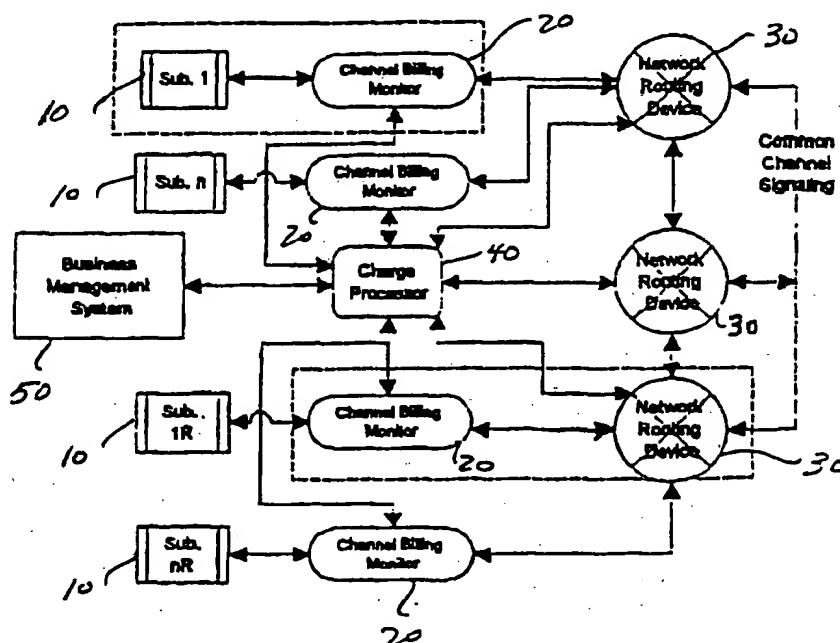 20
30
10
Sub. 1
Channel Billing
Monitor
Network
Routing
Device
Common
Channel
Signaling
10
Sub. n
Channel Billing
Monitor
20
40
Business
Management
System
Charge
Processor
Network
Routing
Device
30
50
10
Sub.
1R
Channel Billing
Monitor
20
Network
Routing
Device
30
10
Sub.
nR
Channel Billing
Monitor
20